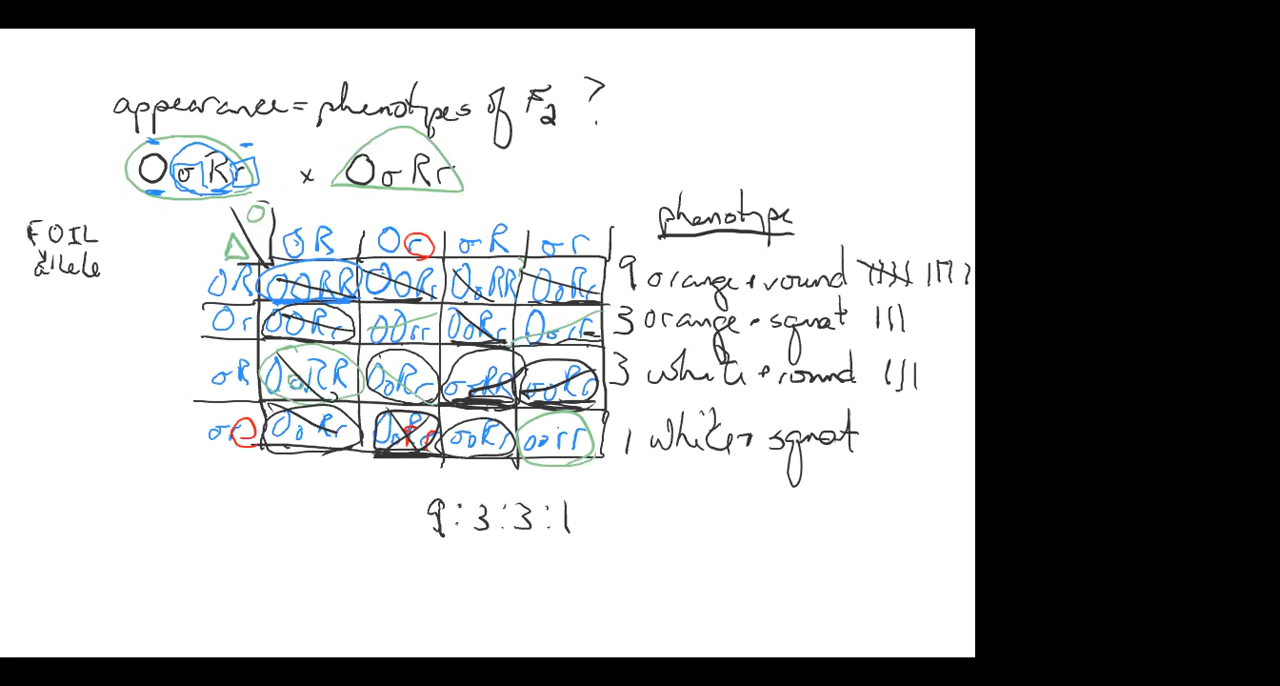 appearance = phenotypes of F2 ?
OoRr x OoRr
FOIL
allele
phenotype
O
Δ
OR Or oR or
OR OORR OORr OoRR OoRr 9 orange + round
Or OORr OOrr OoRr Oorr 3 orange + squat III
oR OoRR OoRr ooRR ooRr 3 white + round III
or OoRr Oorr ooRr oorr 1 white + squat
9:3:3:1